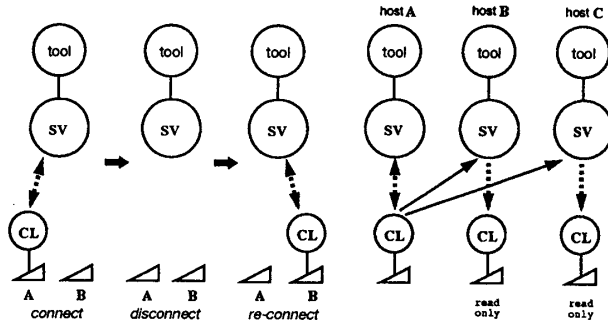 host A host B host C
tool tool tool tool tool tool
SV SV SV SV SV SV
CL CL CL CL CL
A B A B A B
connect disconnect re-connect
read only read only